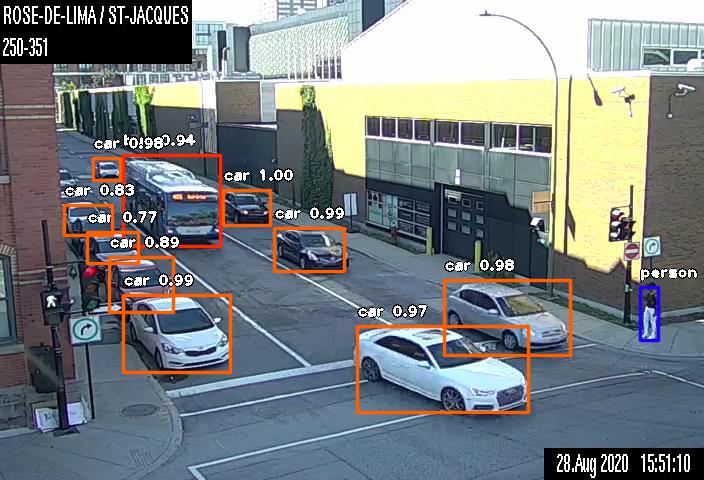 ROSE-DE-LIMA / ST-JACQUES
250-351
car 0.98
0.94
car 0.83
car 1.00
car 0.77
car 0.99
car 0.89
car 0.99
car 0.98
person
car 0.97
28.Aug 2020 15:51:10